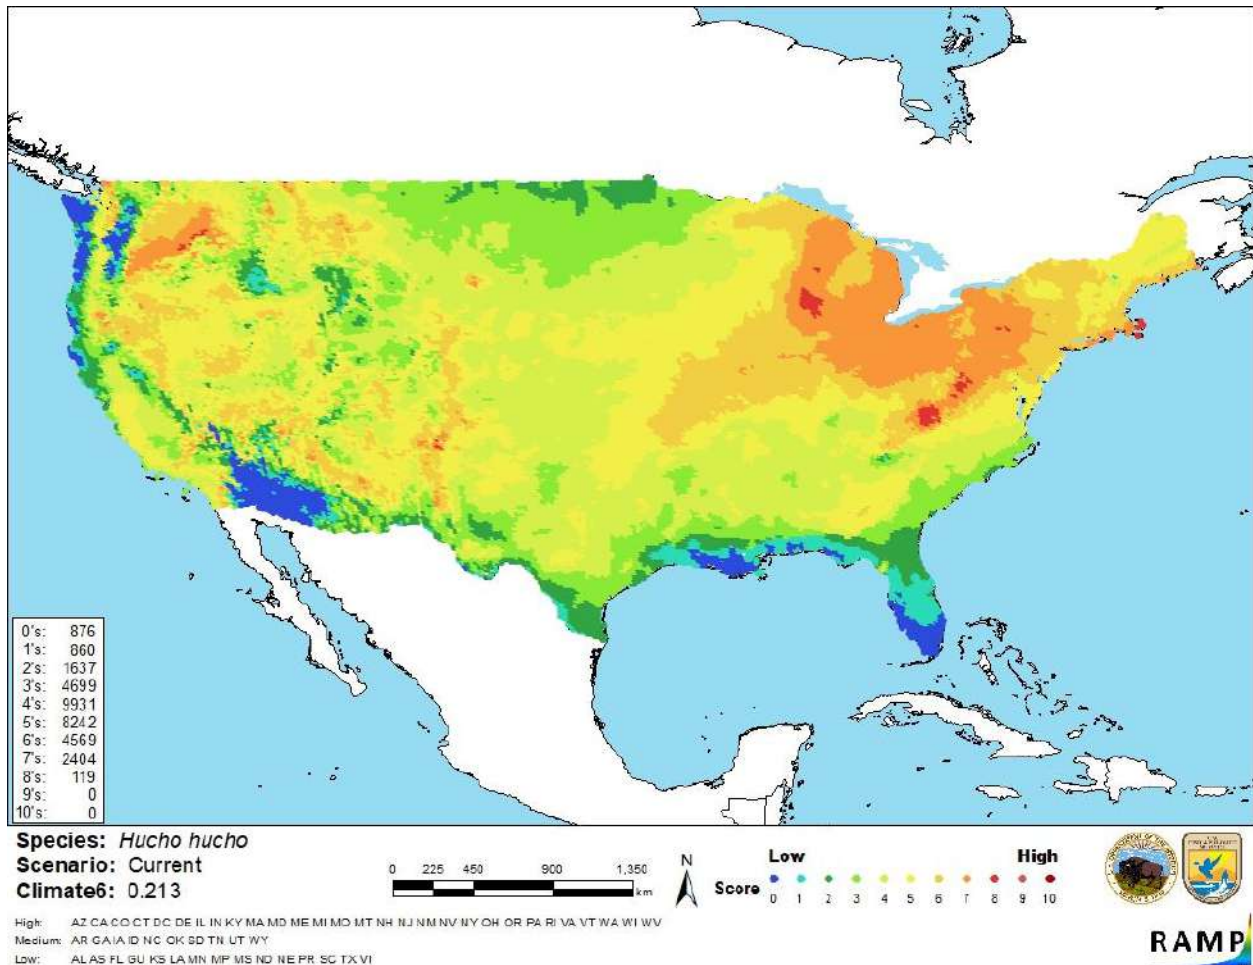 0's: 876
1's: 860
2's: 1637
3's: 4699
4's: 9931
5's: 8242
6's: 4569
7's: 2404
8's: 119
9's: 0
10's: 0
Species: Hucho hucho
Scenario: Current
Climate6: 0.213
0 225 450 900 1,350
km
N
Low High
Score 0 1 2 3 4 5 6 7 8 9 10
High: AZ CA CO CT DC DE IL IN KY MA MD ME MI MO MT NH NJ NM NV NY OH OR PA RI VA VT WA WI WV
Medium: AR GA IA ID NC OK SD TN UT WY
Low: AL AS FL GU KS LA MN MP MS ND NE PR SC TX VI
RAMP